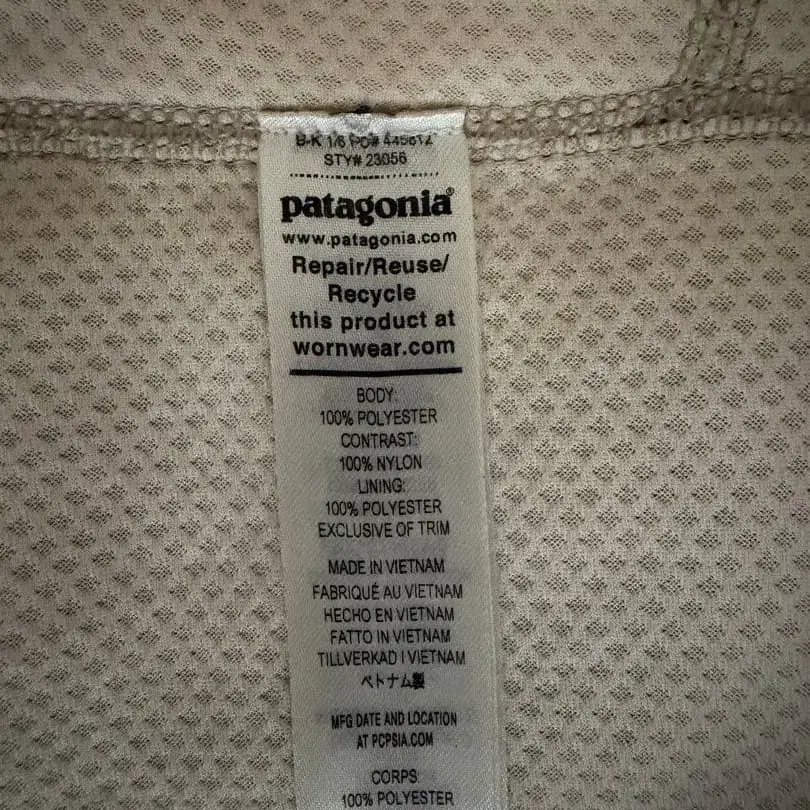 B-K 1/6 PO# 445612
STY# 23056
patagonia®
www.patagonia.com
Repair/Reuse/
Recycle
this product at
wornwear.com
BODY:
100% POLYESTER
CONTRAST:
100% NYLON
LINING:
100% POLYESTER
EXCLUSIVE OF TRIM
MADE IN VIETNAM
FABRIQUÉ AU VIETNAM
HECHO EN VIETNAM
FATTO IN VIETNAM
TILLVERKAD I VIETNAM
ベトナム製
MFG DATE AND LOCATION
AT PCPSIA.COM
CORPS:
100% POLYESTER